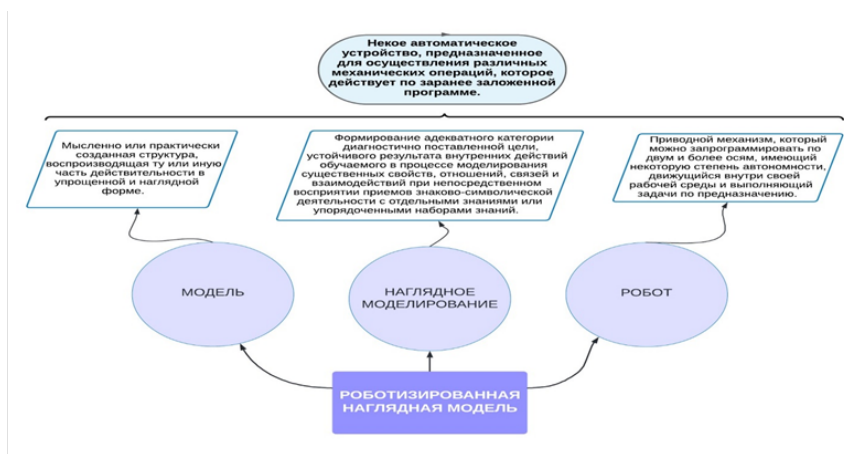 Некое автоматическое
устройство, предназначенное
для осуществления различных
механических операций, которое
действует по заранее заложенной
программе.
Мысленно или практически
созданная структура,
воспроизводящая ту или иную
часть действительности в
упрощенной и наглядной
форме.
Формирование адекватного категории
диагностично поставленной цели,
устойчивого результата внутренних действий
обучаемого в процессе моделирования
существенных свойств, отношений, связей и
взаимодействий при непосредственном
восприятии приемов знаково-символической
деятельности с отдельными знаниями или
упорядоченными наборами знаний.
Приводной механизм, который
можно запрограммировать по
двум и более осям, имеющий
некоторую степень автономности,
движущийся внутри своей
рабочей среды и выполняющий
задачи по предназначению.
МОДЕЛЬ
НАГЛЯДНОЕ
МОДЕЛИРОВАНИЕ
РОБОТ
РОБОТИЗИРОВАННАЯ
НАГЛЯДНАЯ МОДЕЛЬ